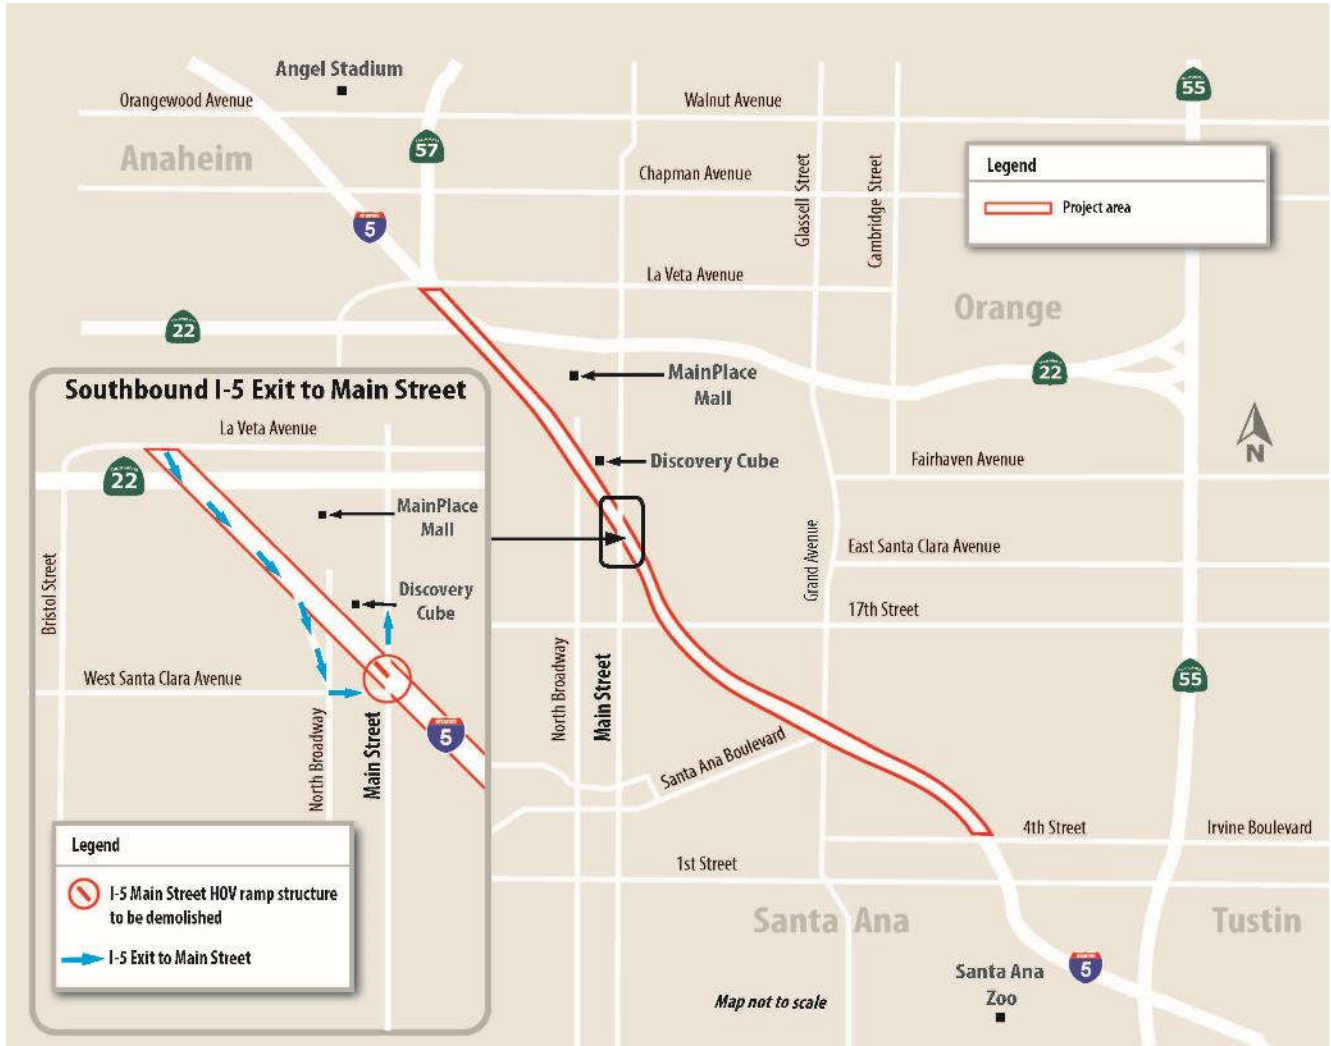 Angel Stadium
Orangewood Avenue
Walnut Avenue
55
57
Anaheim
Chapman Avenue
Glassell Street
Cambridge Street
Legend
Project area
5
La Veta Avenue
Orange
22
22
MainPlace
Mall
Discovery Cube
Fairhaven Avenue
N
East Santa Clara Avenue
Grand Avenue
17th Street
North Broadway
Main Street
55
Santa Ana Boulevard
4th Street
Irvine Boulevard
1st Street
Santa Ana
Tustin
5
Santa Ana
Zoo
Map not to scale
Southbound I-5 Exit to Main Street
La Veta Avenue
22
MainPlace
Mall
Bristol Street
Discovery
Cube
West Santa Clara Avenue
North Broadway
Main Street
5
Legend
I-5 Main Street HOV ramp structure
to be demolished
I-5 Exit to Main Street